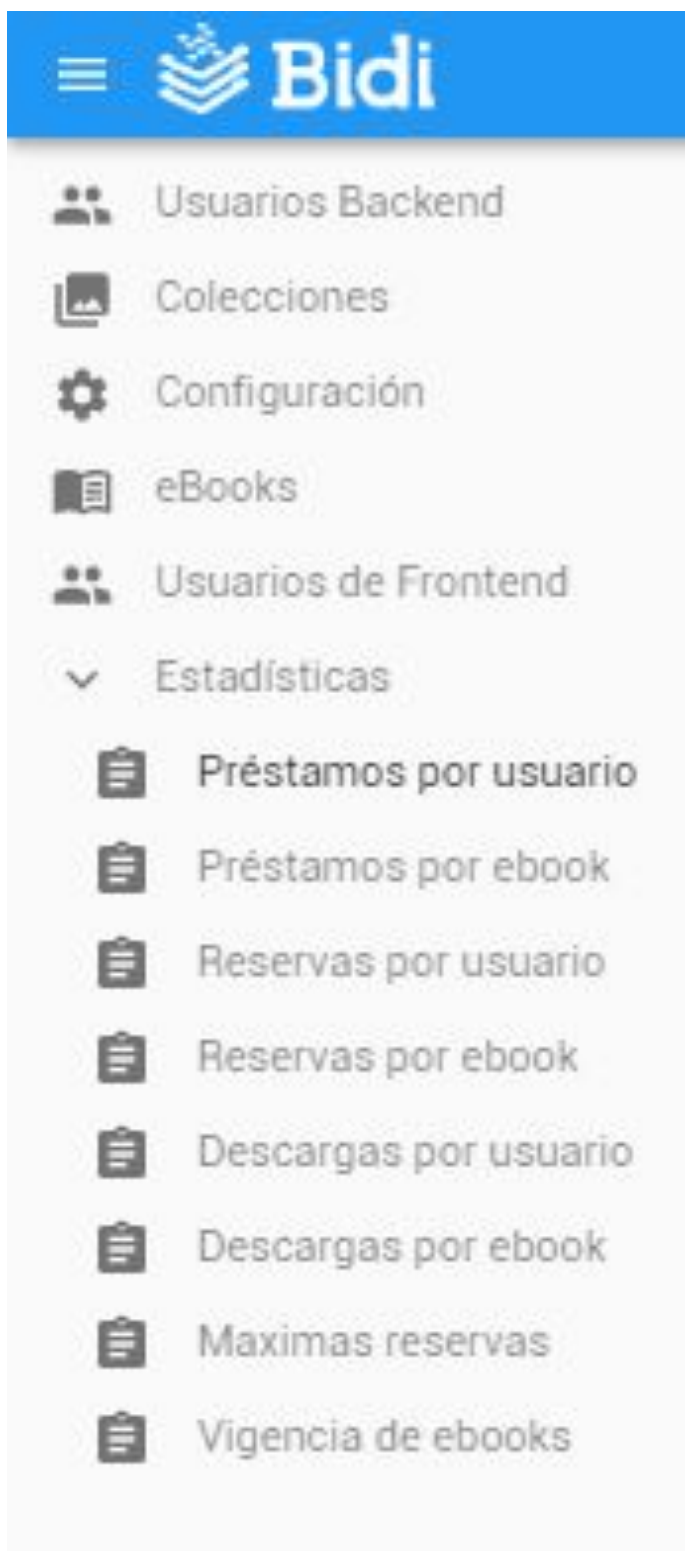 Bidi
Usuarios Backend
Colecciones
Configuración
eBooks
Usuarios de Frontend
Estadísticas
Préstamos por usuario
Préstamos por ebook
Reservas por usuario
Reservas por ebook
Descargas por usuario
Descargas por ebook
Maximas reservas
Vigencia de ebooks